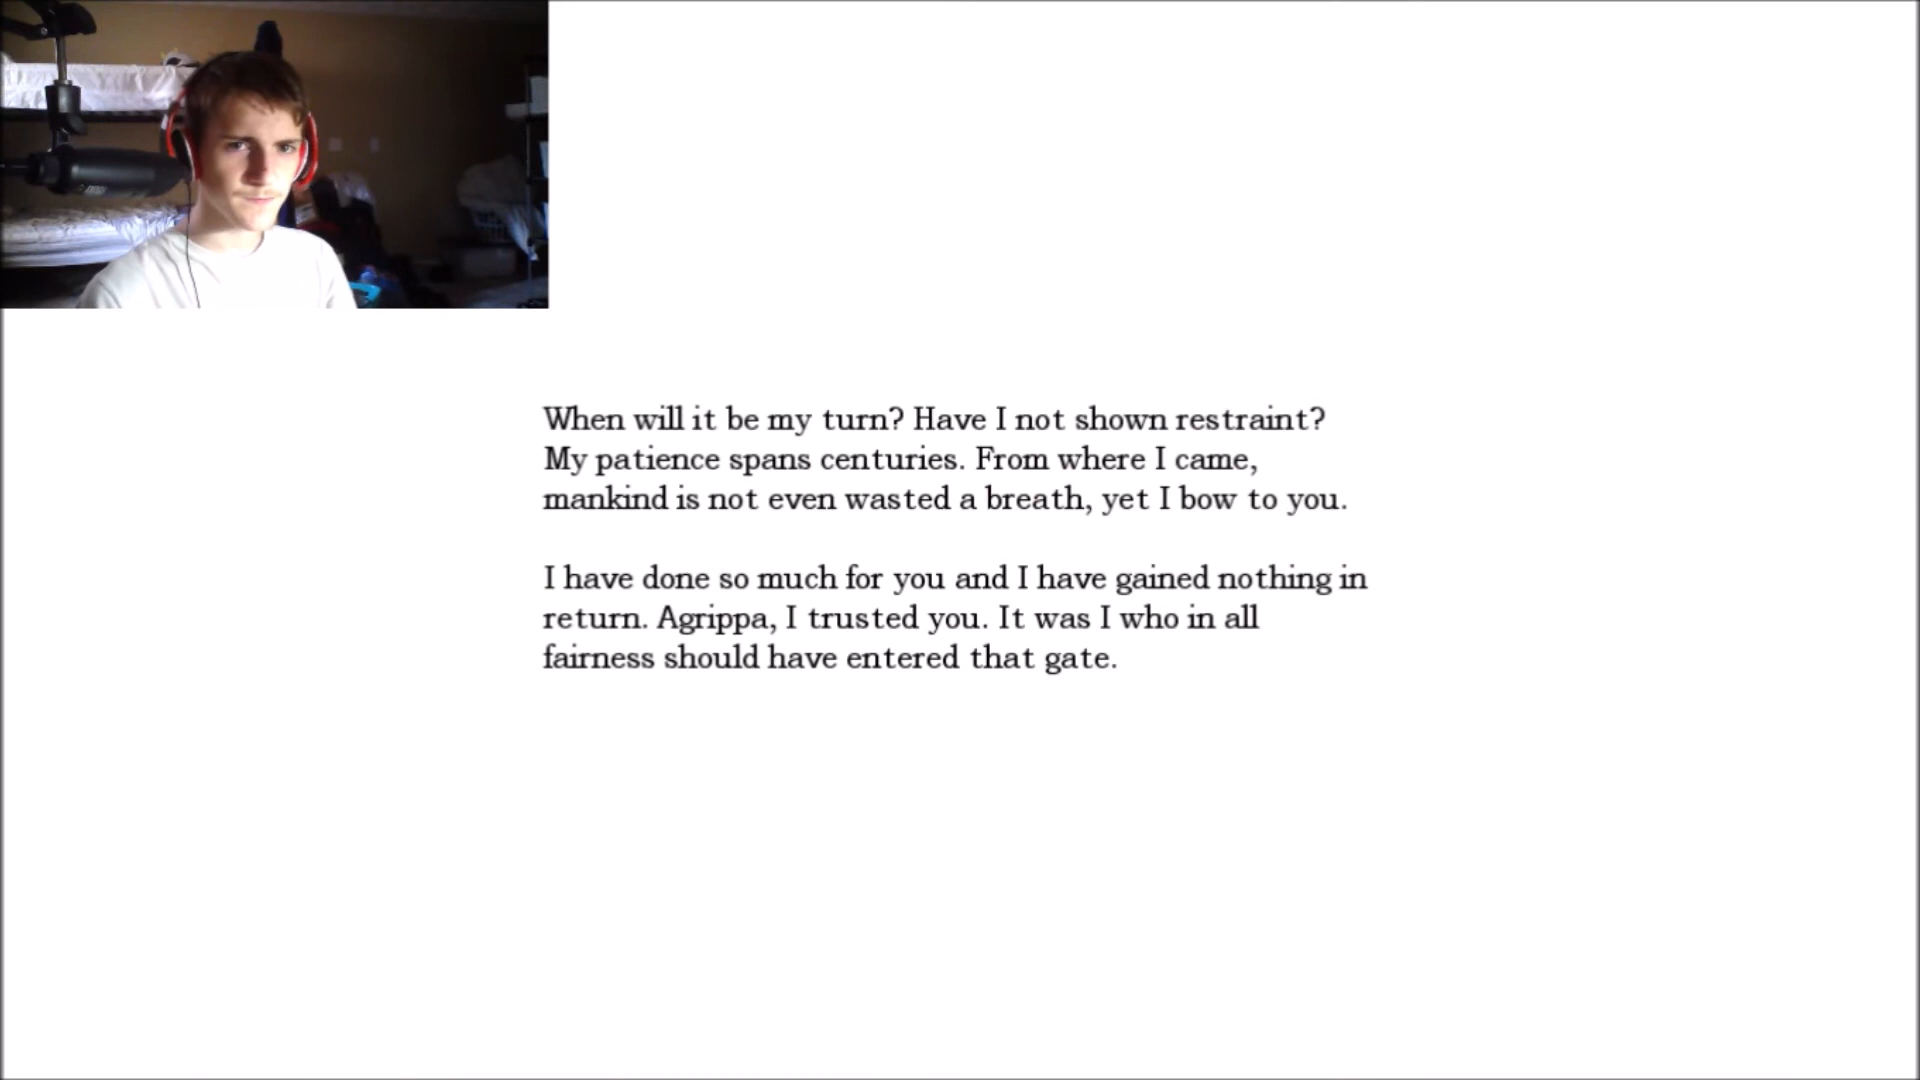 When will it be my turn? Have I not shown restraint?
My patience spans centuries. From where I came,
mankind is not even wasted a breath, yet I bow to you.
I have done so much for you and I have gained nothing in
return. Agrippa, I trusted you. It was I who in all
fairness should have entered that gate.